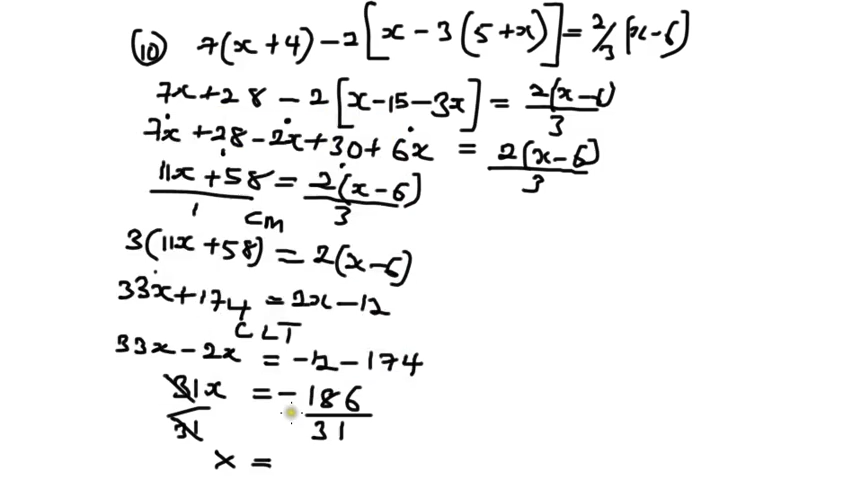 (10) 7(x+4) - 2[x - 3(5+x)] = 2/3(x-6)
7x+28 - 2[x-15-3x] = 2(x-6)/3
7x+28-2x+30+6x = 2(x-6)/3
11x+58/1 = 2(x-6)/3
CM
3(11x+58) = 2(x-6)
33x+174 = 2x-12
CLT
33x-2x = -12-174
31x/31 = -186/31
x =